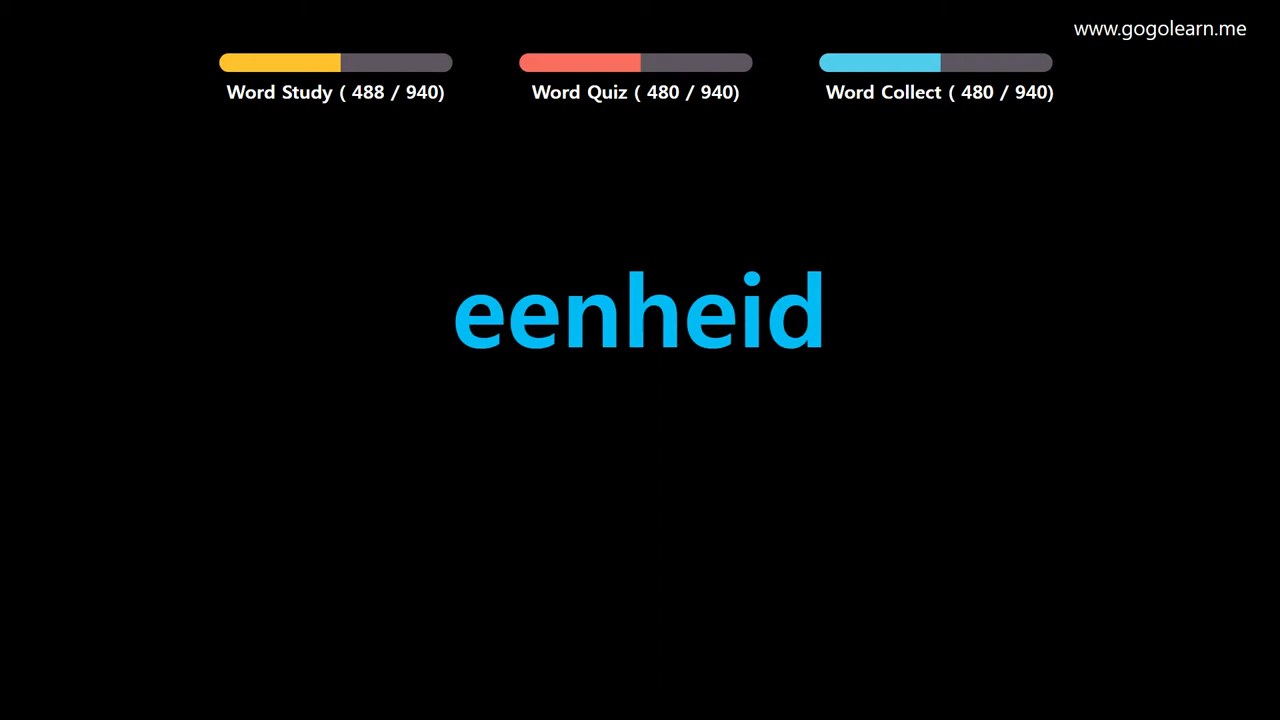 www.gogolearn.me
Word Study ( 488 / 940)
Word Quiz ( 480 / 940)
Word Collect ( 480 / 940)
eenheid